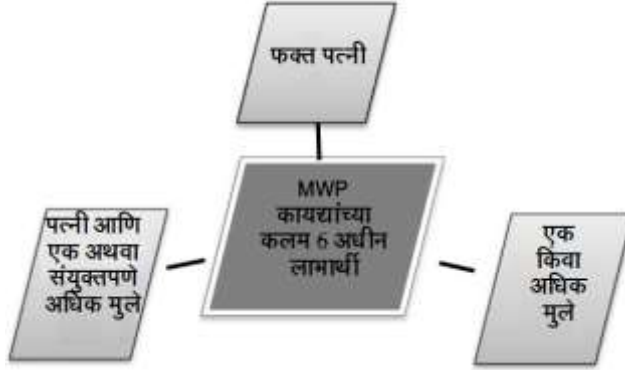 फक्त पत्नी
MWP
कायद्यांच्या
कलम 6 अधीन
लाभार्थी
पत्नी आणि
एक अथवा
संयुक्तपणे
अधिक मुले
एक
किवा
अधिक
मुले